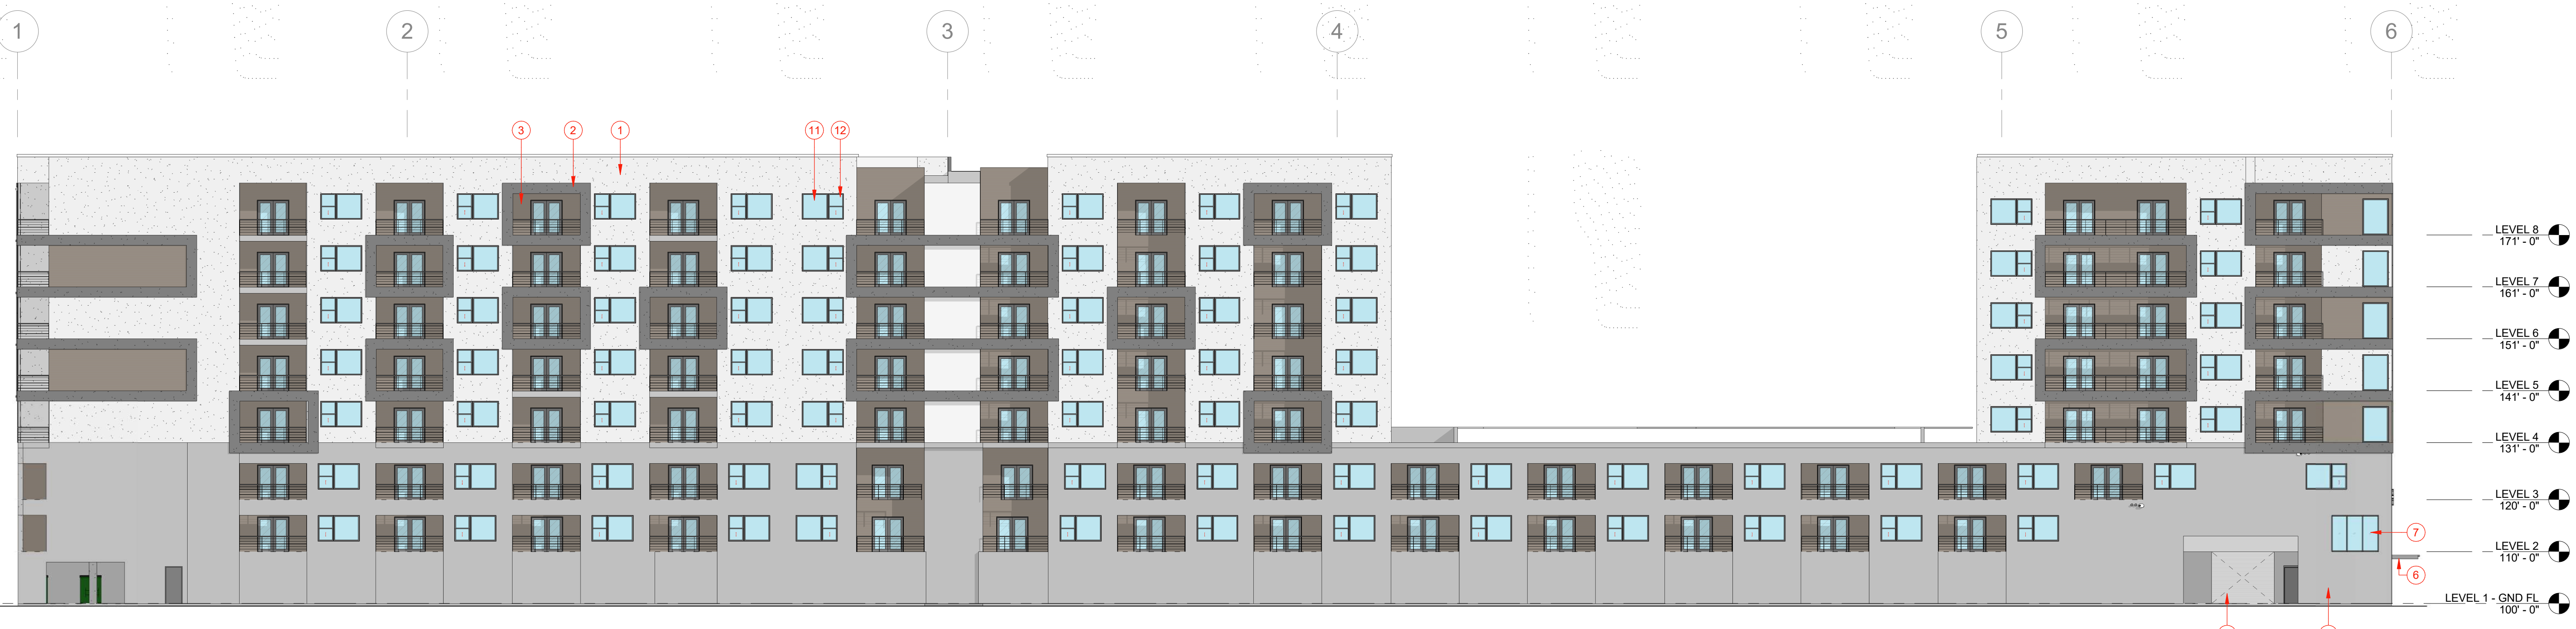 1 2 3 4 5 6
3 2 1 11 12
LEVEL 8
171' - 0"
LEVEL 7
161' - 0"
LEVEL 6
151' - 0"
LEVEL 5
141' - 0"
LEVEL 4
131' - 0"
LEVEL 3
120' - 0"
7
LEVEL 2
110' - 0"
6
LEVEL 1 - GND FL
100' - 0"